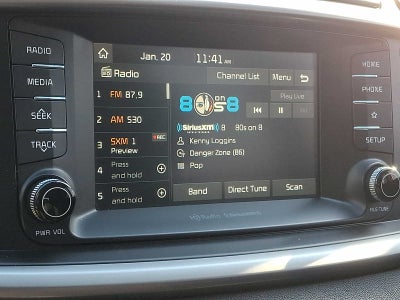 RADIO
MEDIA
SEEK
TRACK
PWR VOL
Jan. 20
11:41 AM
Radio
Channel List
Menu
1 FM 87.9
2 AM 530
3 SXM 1
Preview
REC
4 Press
and hold
5 Press
and hold
Play Live
80s on 8
SiriusXM 8 80s on 8
Kenny Loggins
Danger Zone (86)
Pop
Band
Direct Tune
Scan
HOME
PHONE
SETUP
TUNE